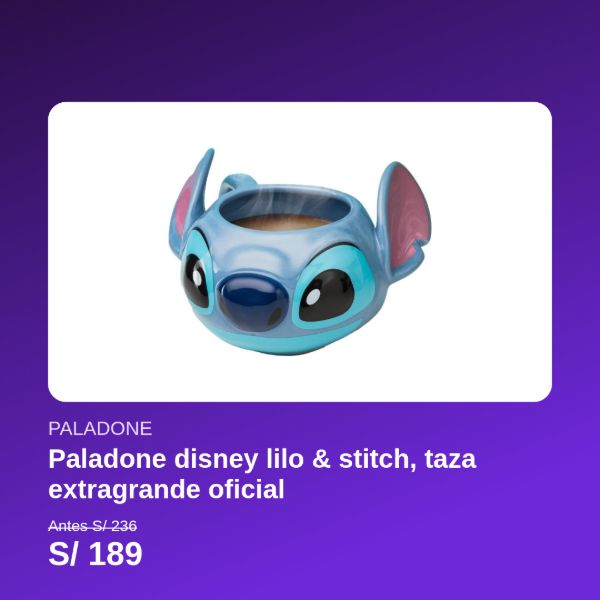 PALADONE
Paladone disney lilo & stitch, taza
extragrande oficial
Antes S/ 236
S/ 189